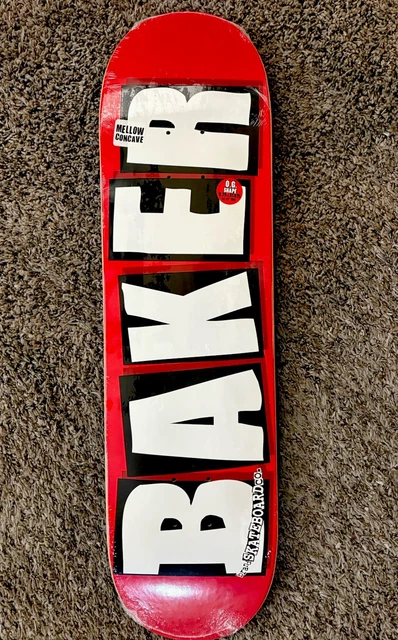 BAKER
SKATEBOARD CO.
MELLOW
CONCAVE
O.G.
SHAPE